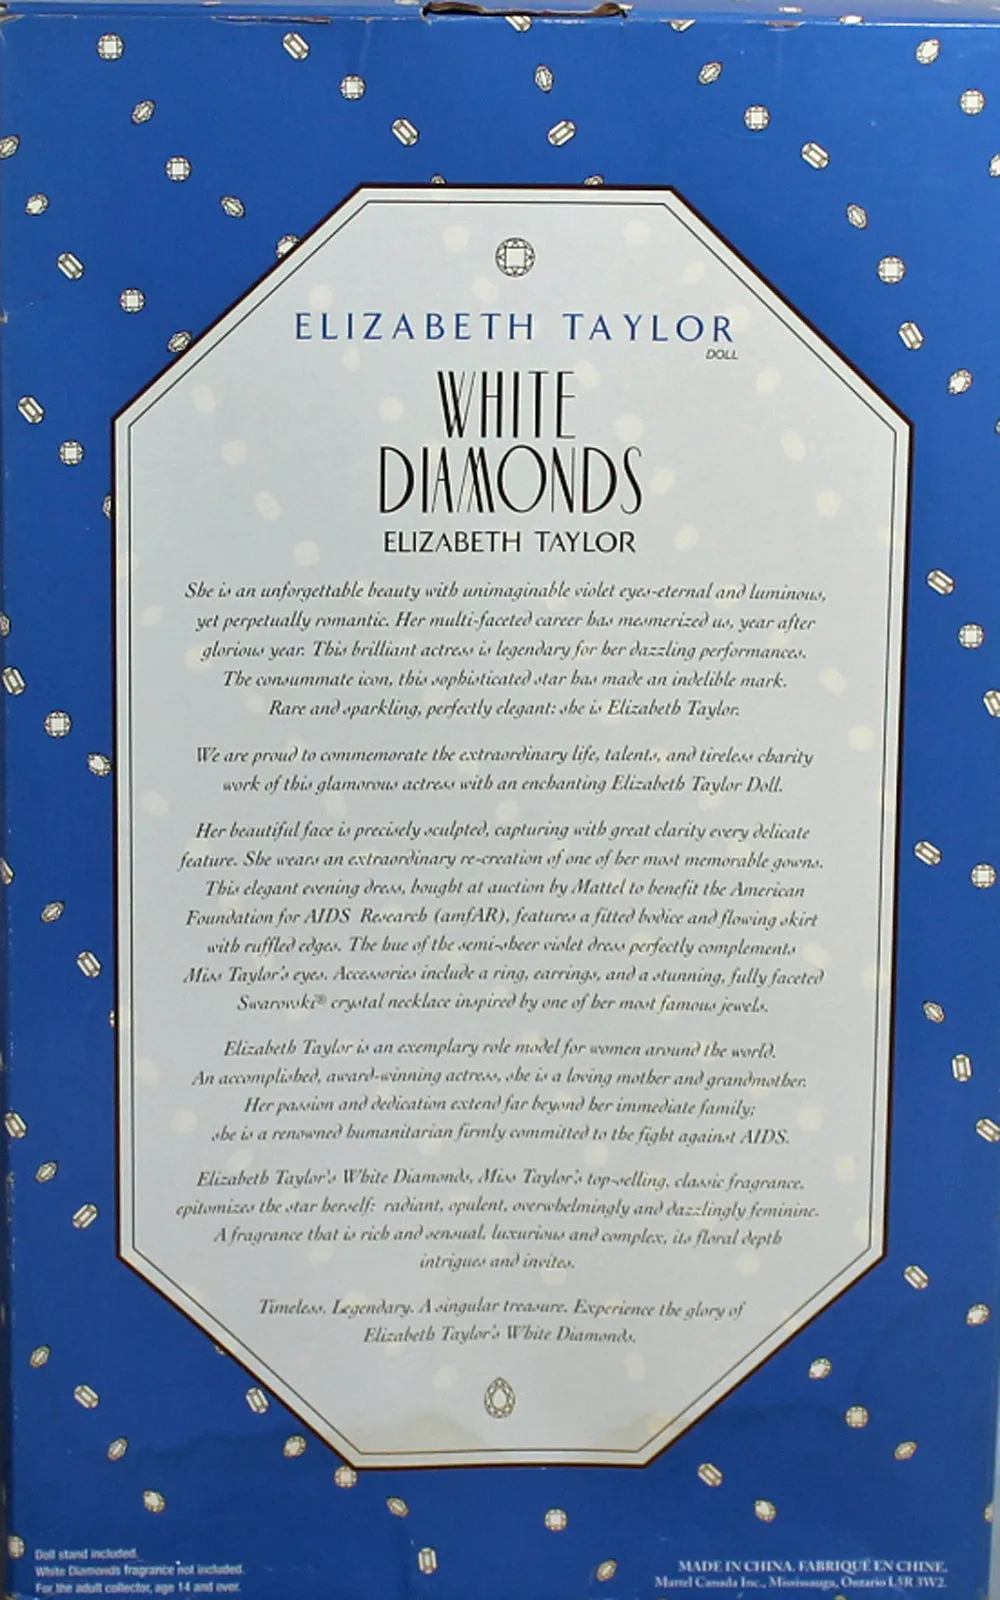 ELIZABETH TAYLOR
DOLL
WHITE
DIAMONDS
ELIZABETH TAYLOR
She is an unforgettable beauty with unimaginable violet eyes-eternal and luminous,
yet perpetually romantic. Her multi-faceted career has mesmerized us, year after
glorious year. This brilliant actress is legendary for her dazzling performances.
The consummate icon, this sophisticated star has made an indelible mark.
Rare and sparkling, perfectly elegant: she is Elizabeth Taylor.
We are proud to commemorate the extraordinary life, talents, and tireless charity
work of this glamorous actress with an enchanting Elizabeth Taylor Doll.
Her beautiful face is precisely sculpted, capturing with great clarity every delicate
feature. She wears an extraordinary re-creation of one of her most memorable gowns.
This elegant evening dress, bought at auction by Mattel to benefit the American
Foundation for AIDS Research (amfAR), features a fitted bodice and flowing skirt
with ruffled edges. The hue of the semi-sheer violet dress perfectly complements
Miss Taylor's eyes. Accessories include a ring, earrings, and a stunning, fully faceted
Swarovski® crystal necklace inspired by one of her most famous jewels.
Elizabeth Taylor is an exemplary role model for women around the world.
An accomplished, award-winning actress, she is a loving mother and grandmother.
Her passion and dedication extend far beyond her immediate family;
she is a renowned humanitarian firmly committed to the fight against AIDS.
Elizabeth Taylor's White Diamonds, Miss Taylor's top-selling, classic fragrance,
epitomizes the star herself: radiant, opulent, overwhelmingly and dazzlingly feminine.
A fragrance that is rich and sensual, luxurious and complex, its floral depth
intrigues and invites.
Timeless. Legendary. A singular treasure. Experience the glory of
Elizabeth Taylor's White Diamonds.
Doll stand included.
White Diamonds fragrance not included.
For the adult collector, age 14 and over.
MADE IN CHINA. FABRIQUÉ EN CHINE.
Mattel Canada Inc., Mississauga, Ontario L5R 3W2.